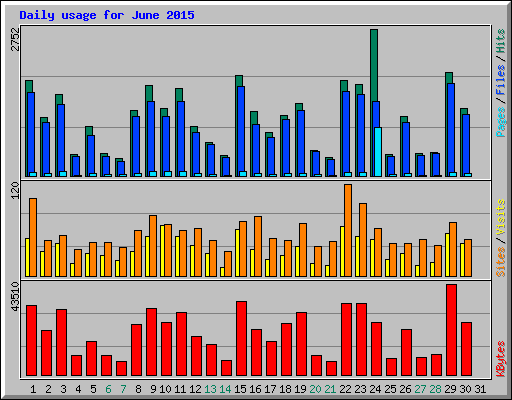 Daily usage for June 2015
2752
Pages / Files / Hits
120
Sites / Visits
43510
KBytes
1 2 3 4 5 6 7 8 9 10 11 12 13 14 15 16 17 18 19 20 21 22 23 24 25 26 27 28 29 30 31